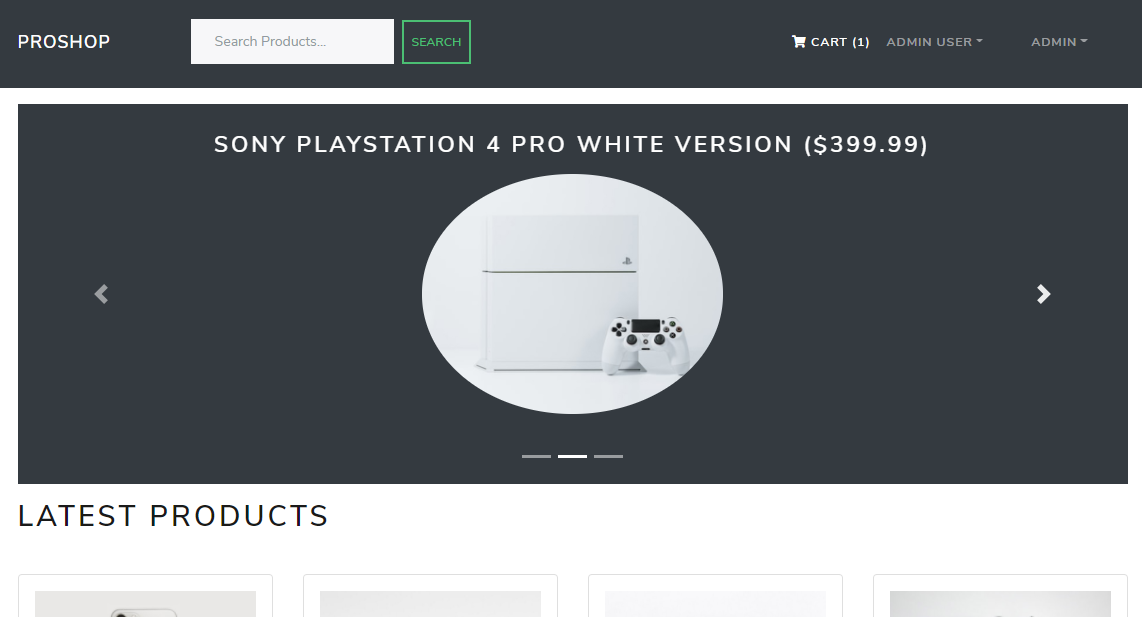 PROSHOP
Search Products...
SEARCH
CART (1)
ADMIN USER
ADMIN
SONY PLAYSTATION 4 PRO WHITE VERSION ($399.99)
LATEST PRODUCTS